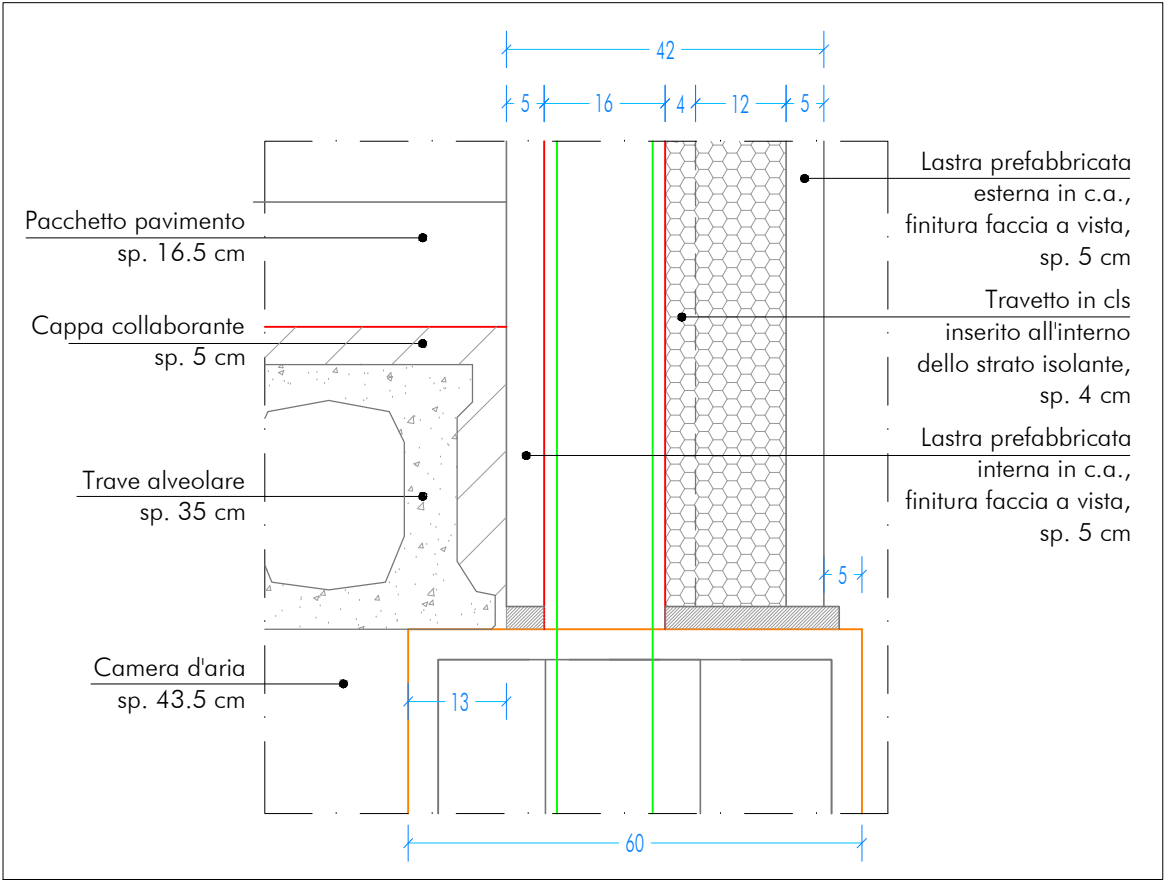 42
5 16 4 12 5
Pacchetto pavimento
sp. 16.5 cm
Cappa collaborante
sp. 5 cm
Trave alveolare
sp. 35 cm
Camera d'aria
sp. 43.5 cm
Lastra prefabbricata
esterna in c.a.,
finitura faccia a vista,
sp. 5 cm
Travetto in cls
inserito all'interno
dello strato isolante,
sp. 4 cm
Lastra prefabbricata
interna in c.a.,
finitura faccia a vista,
sp. 5 cm
5
13
60